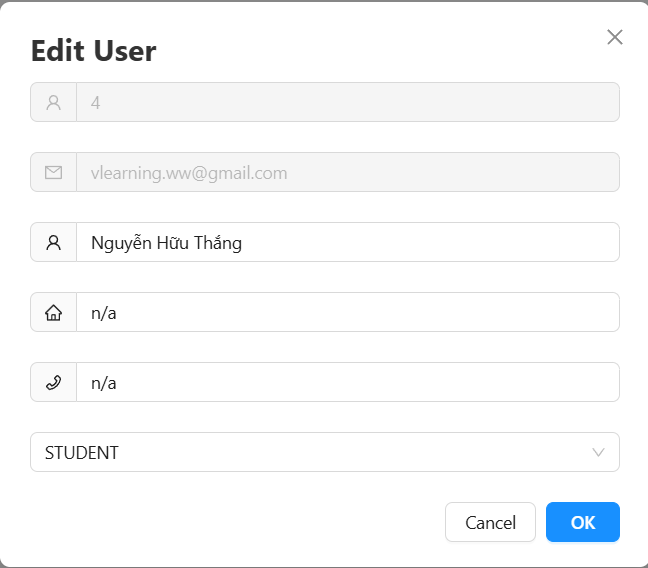 Edit User
4
vlearning.ww@gmail.com
Nguyễn Hữu Thắng
n/a
n/a
STUDENT
Cancel
OK